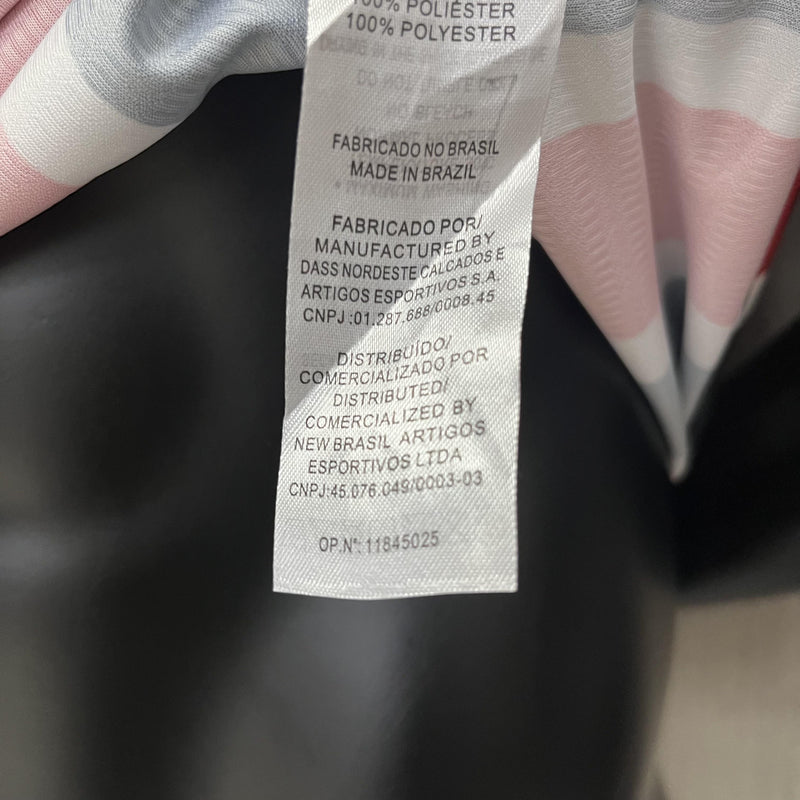 100% POLIÉSTER
100% POLYESTER
FABRICADO NO BRASIL
MADE IN BRAZIL
FABRICADO POR/
MANUFACTURED BY
DASS NORDESTE CALCADOS E
ARTIGOS ESPORTIVOS S.A.
CNPJ :01.287.688/0008.45
DISTRIBUÍDO/
COMERCIALIZADO POR
DISTRIBUTED/
COMERCIALIZED BY
NEW BRASIL ARTIGOS
ESPORTIVOS LTDA
CNPJ:45.076.049/0003-03
OP.Nº: 11845025